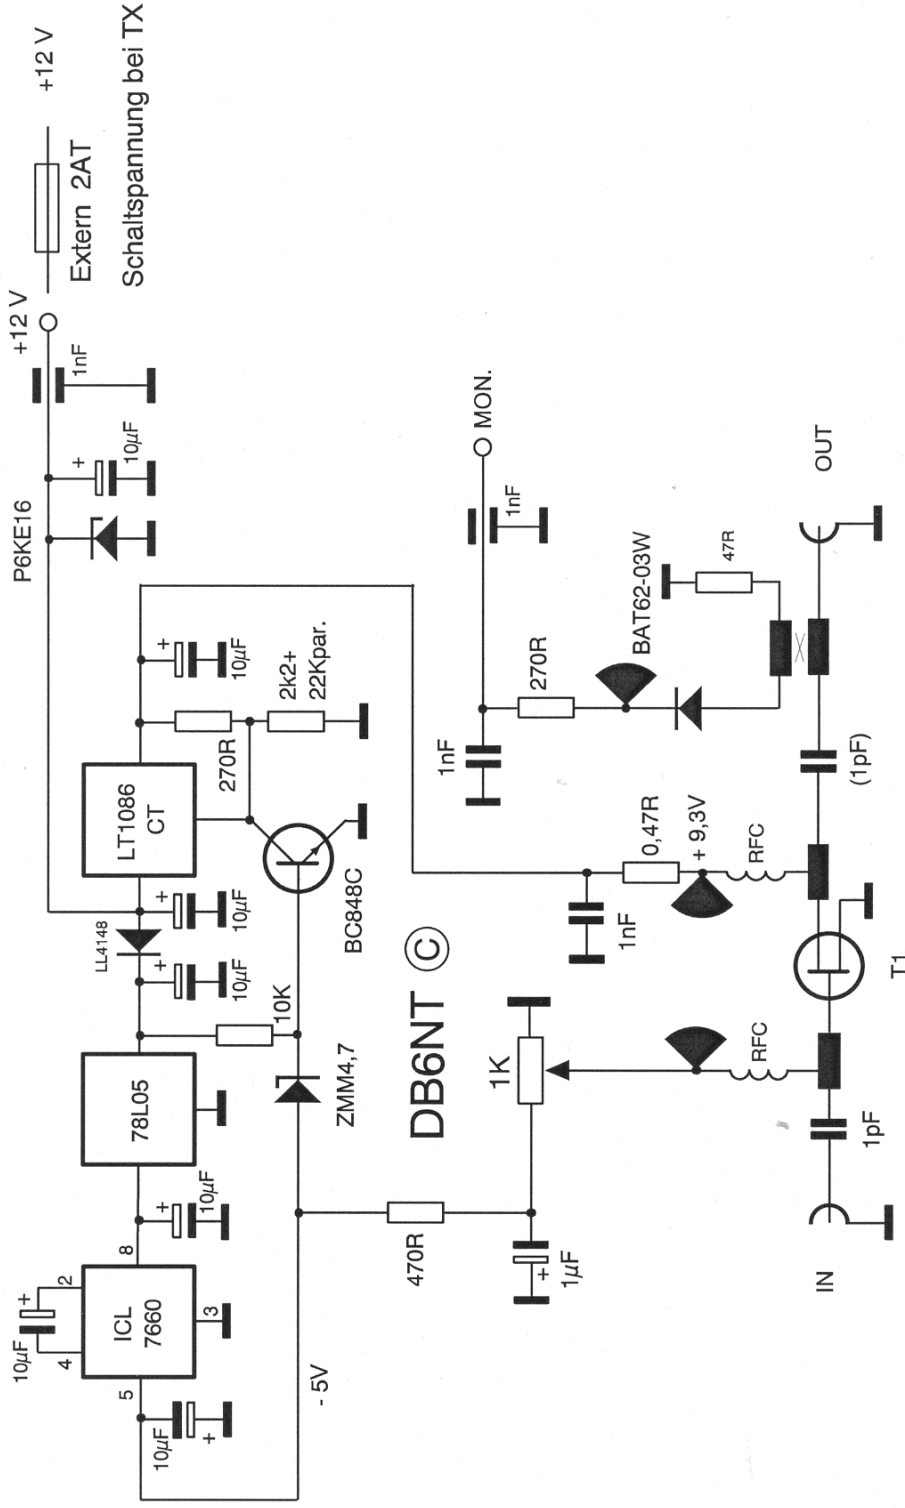 +12 V
Extern 2AT
Schaltspannung bei TX
+12 V
1nF
+
10µF
P6KE16
+
10µF
270R
2k2+
22Kpar.
LT1086
CT
+
10µF
LL4148
+
10µF
BC848C
10K
78L05
ZMM4,7
+
10µF
8
2
+
10µF
4
ICL
7660
3
5
10µF
+
- 5V
DB6NT C
MON.
1nF
1nF
270R
BAT62-03W
47R
OUT
(1pF)
0,47R
+ 9,3V
RFC
1nF
T1
1K
RFC
1pF
470R
+
1µF
IN